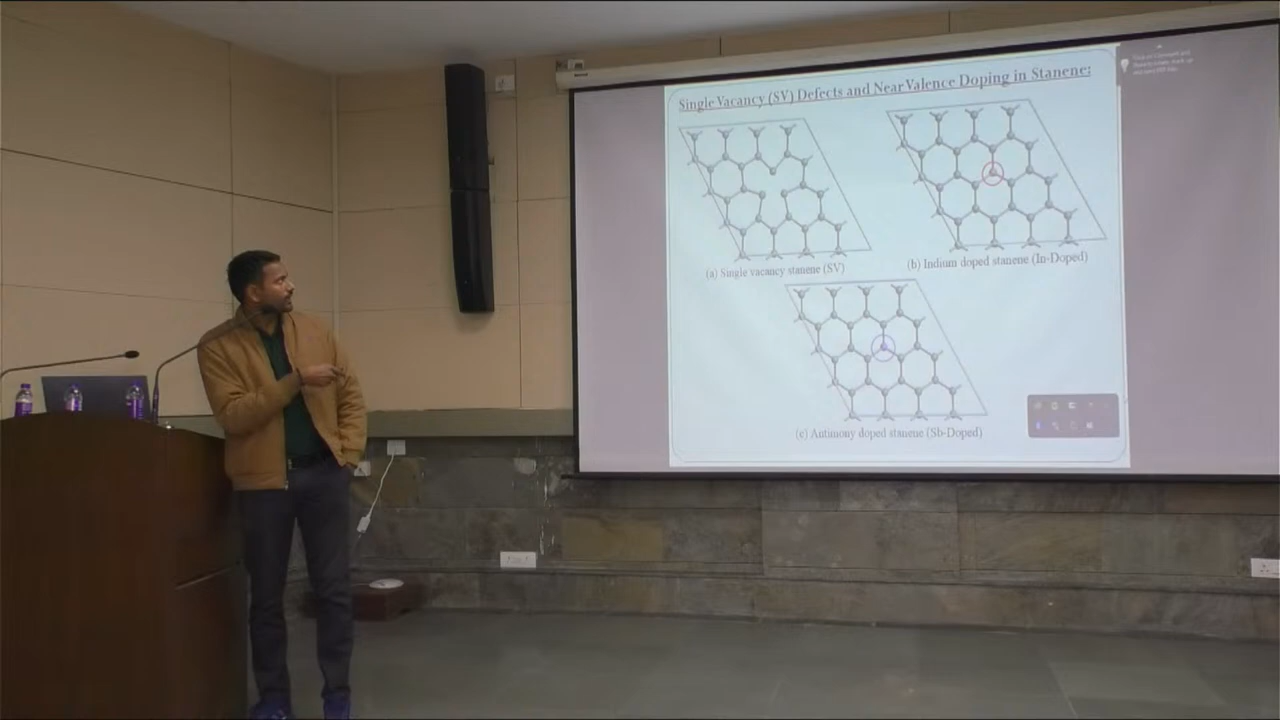 Single Vacancy (SV) Defects and Near Valence Doping in Stanene:
(a) Single vacancy stanene (SV)
(b) Indium doped stanene (In-Doped)
(c) Antimony doped stanene (Sb-Doped)